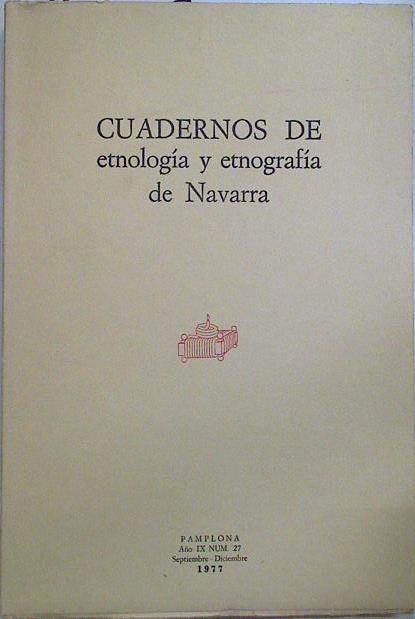 CUADERNOS DE
etnología y etnografía
de Navarra
PAMPLONA
Año IX NUM. 27
Septiembre - Diciembre
1977